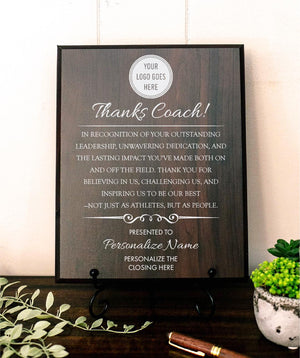 YOUR
LOGO GOES
HERE
Thanks Coach!
IN RECOGNITION OF YOUR OUTSTANDING
LEADERSHIP, UNWAVERING DEDICATION, AND
THE LASTING IMPACT YOU'VE MADE BOTH ON
AND OFF THE FIELD. THANK YOU FOR
BELIEVING IN US, CHALLENGING US, AND
INSPIRING US TO BE OUR BEST
—NOT JUST AS ATHLETES, BUT AS PEOPLE.
PRESENTED TO
Personalize Name
PERSONALIZE THE
CLOSING HERE